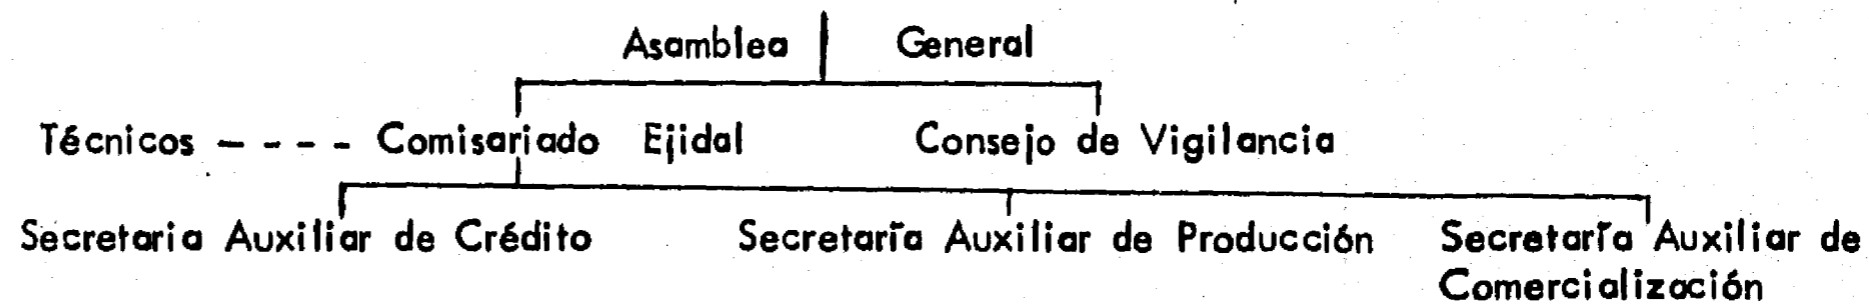 Asamblea General
Técnicos - - - - Comisariado Ejidal Consejo de Vigilancia
Secretaria Auxiliar de Crédito Secretaría Auxiliar de Producción Secretaría Auxiliar de
Comercialización